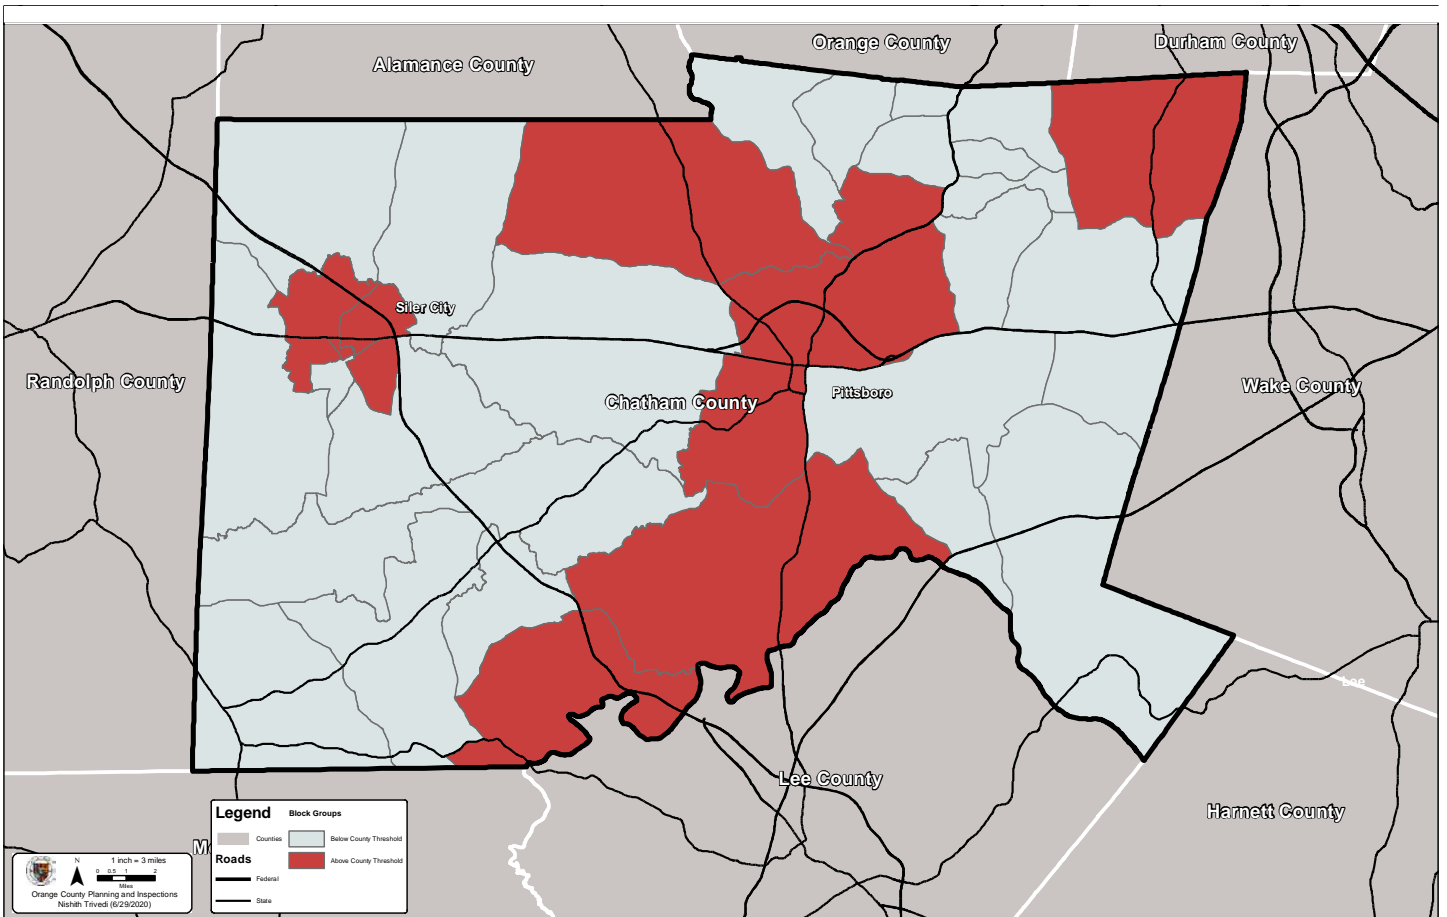 Orange County
Durham County
Alamance County
Siler City
Randolph County
Chatham County
Pittsboro
Wake County
Lee
Lee County
Harnett County
Legend
Block Groups
Counties
Below County Threshold
Roads
Above County Threshold
Federal
State
N
1 inch = 3 miles
0 0.5 1 2
Miles
Orange County Planning and Inspections
Nishith Trivedi (6/29/2020)